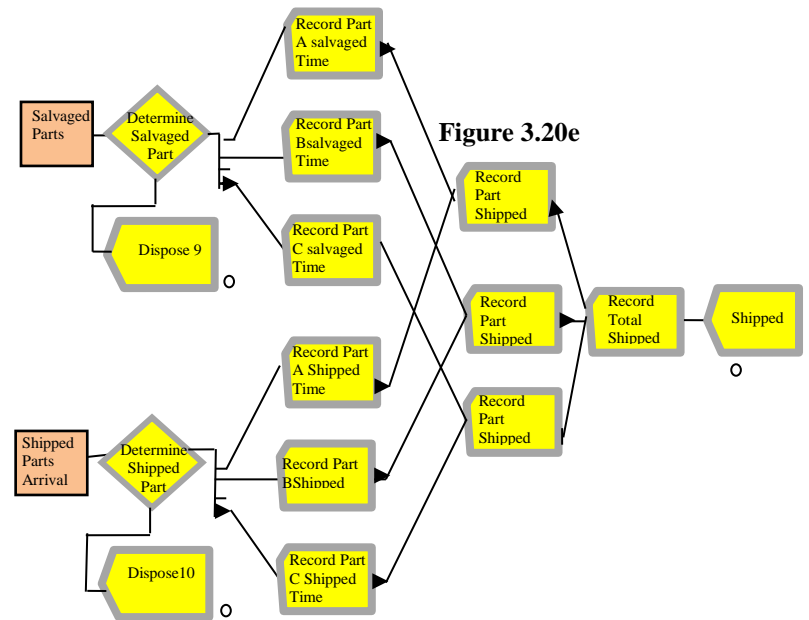 Record Part
A salvaged
Time
Salvaged
Parts
Determine
Salvaged
Part
Record Part
Bsalvaged
Time
Figure 3.20e
Record
Part
Shipped
Record Part
C salvaged
Time
Dispose 9
Record
Part
Shipped
Record
Total
Shipped
Shipped
Record Part
A Shipped
Time
Record
Part
Shipped
Shipped
Parts
Arrival
Determine
Shipped
Part
Record Part
BShipped
Record Part
C Shipped
Time
Dispose10